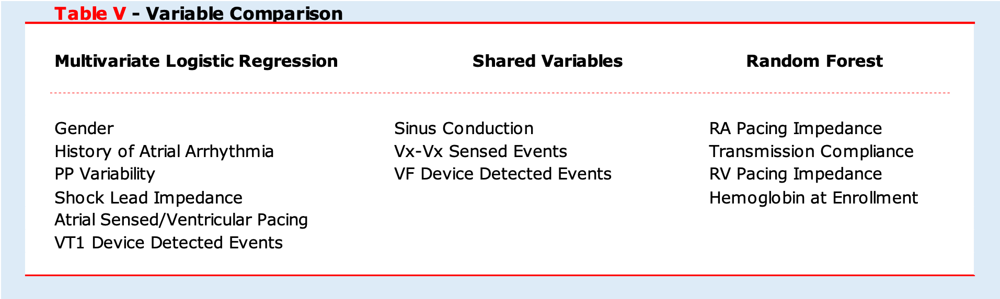 Table V - Variable Comparison
Multivariate Logistic Regression Shared Variables Random Forest
Gender Sinus Conduction RA Pacing Impedance
History of Atrial Arrhythmia Vx-Vx Sensed Events Transmission Compliance
PP Variability VF Device Detected Events RV Pacing Impedance
Shock Lead Impedance Hemoglobin at Enrollment
Atrial Sensed/Ventricular Pacing
VT1 Device Detected Events